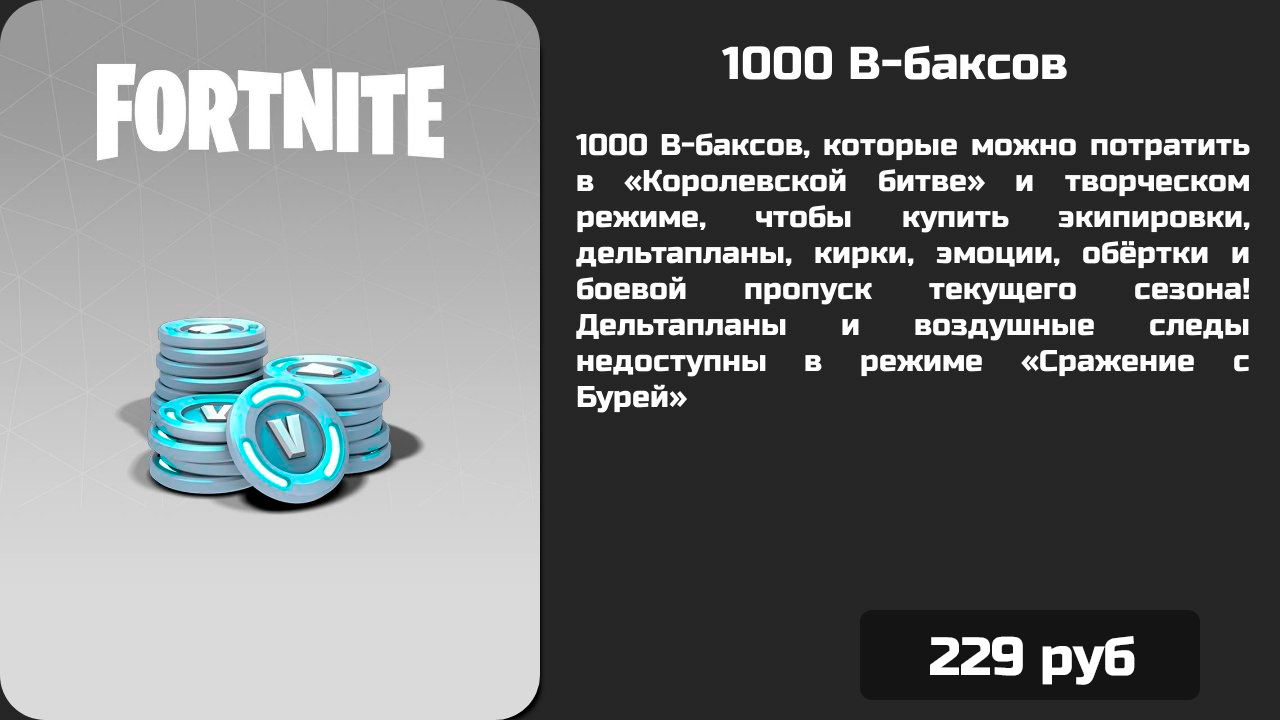 FORTNITE
1000 В-баксов
1000 В-баксов, которые можно потратить
в «Королевской битве» и творческом
режиме, чтобы купить экипировки,
дельтапланы, кирки, эмоции, обёртки и
боевой пропуск текущего сезона!
Дельтапланы и воздушные следы
недоступны в режиме «Сражение с
Бурей»
V
V
229 руб